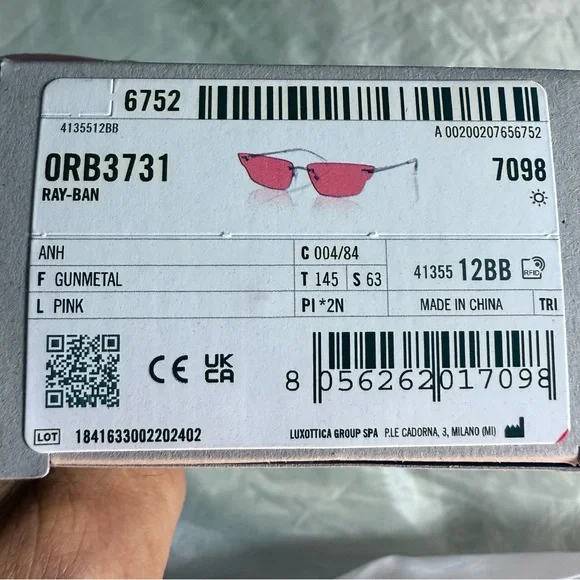 6752
4135512BB
A 00200207656752
0RB3731
7098
RAY-BAN
ANH
C 004/84
F GUNMETAL
T 145 S 63
41355 12BB RFID
L PINK
PI *2N
MADE IN CHINA
TRI
CE UK CA
8 056262 017098
LOT 1841633002202402
LUXOTTICA GROUP SPA P.LE CADORNA, 3, MILANO (MI)